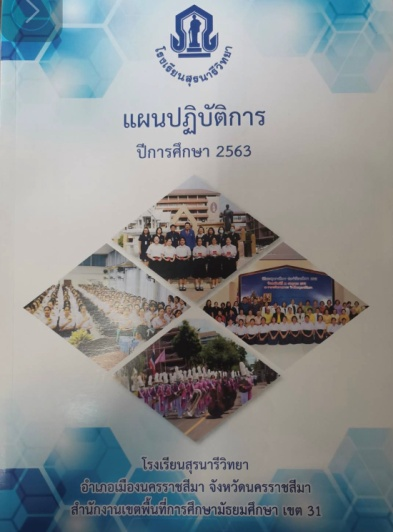 โรงเรียนสุรนารีวิทยา
แผนปฏิบัติการ
ปีการศึกษา 2563
โรงเรียนสุรนารีวิทยา
อำเภอเมืองนครราชสีมา จังหวัดนครราชสีมา
สำนักงานเขตพื้นที่การศึกษามัธยมศึกษา เขต 31